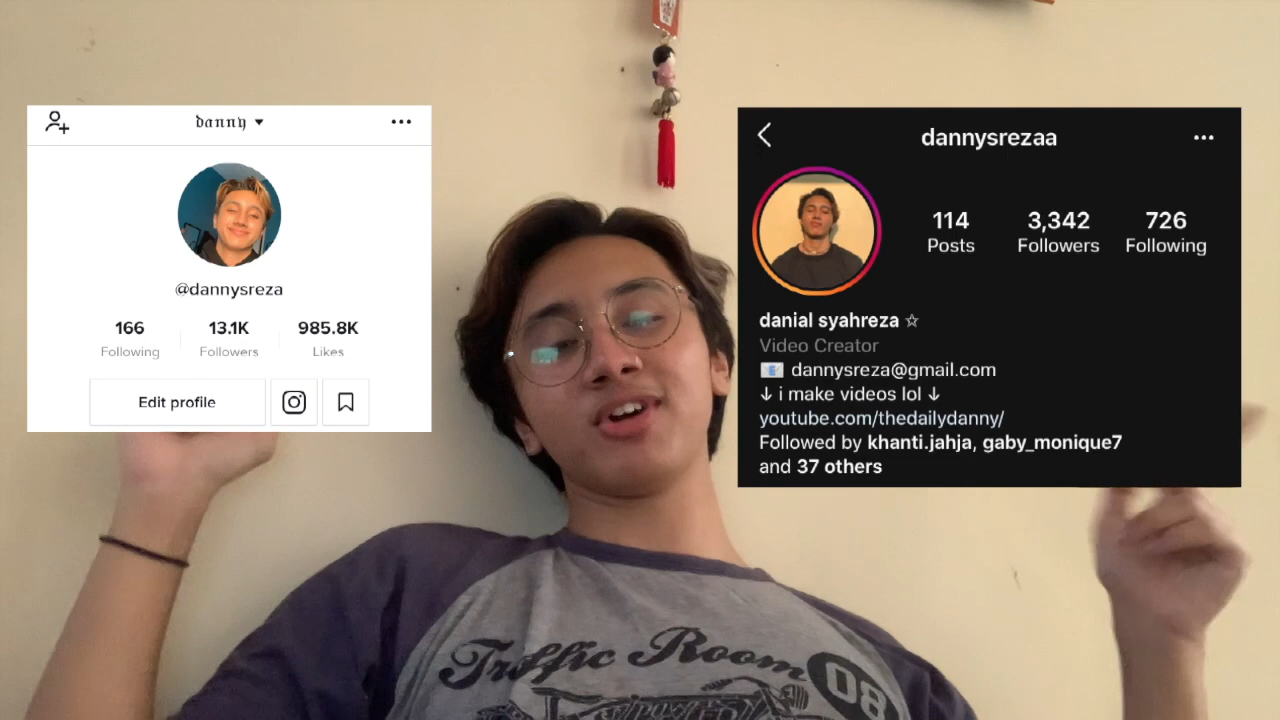 𝔡𝔞𝔫𝔫𝔶
@dannysreza
166
Following
13.1K
Followers
985.8K
Likes
Edit profile
dannysrezaa
114
Posts
3,342
Followers
726
Following
danial syahreza ☆
Video Creator
📧 dannysreza@gmail.com
↓ i make videos lol ↓
youtube.com/thedailydanny/
Followed by khanti.jahja, gaby_monique7
and 37 others
Traffic Room
08